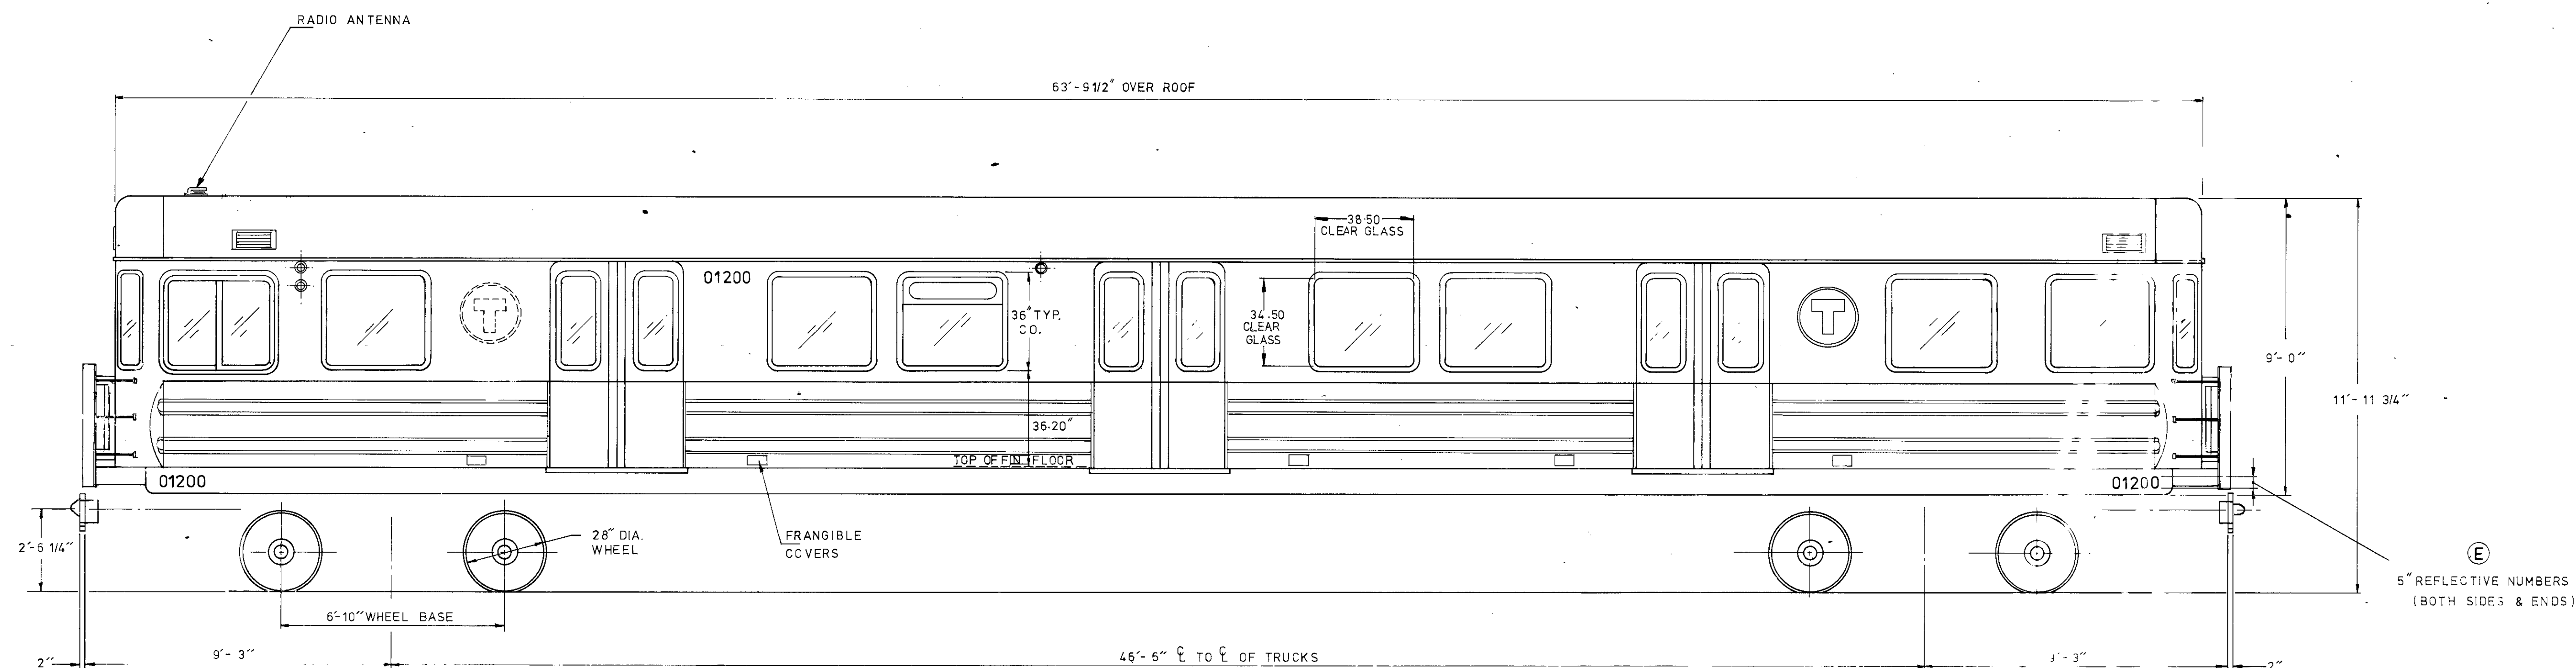 RADIO ANTENNA
63'-9 1/2" OVER ROOF
38·50
CLEAR GLASS
01200
36" TYP.
C O.
34·50
CLEAR
GLASS
T
T
9'-0"
11'-11 3/4"
36·20"
TOP OF FIN FLOOR
01200
01200
2'-6 1/4"
28" DIA.
WHEEL
FRANGIBLE
COVERS
E
5" REFLECTIVE NUMBERS
(BOTH SIDES & ENDS)
6'-10" WHEEL BASE
2"
9'-3"
46'-6" ℄ TO ℄ OF TRUCKS
9'-3"
2"